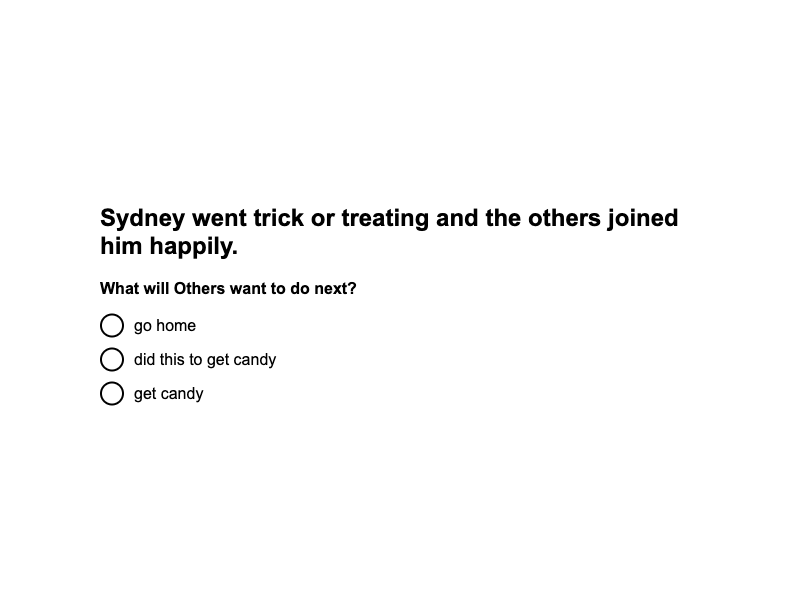 Sydney went trick or treating and the others joined
him happily.
What will Others want to do next?
go home
did this to get candy
get candy